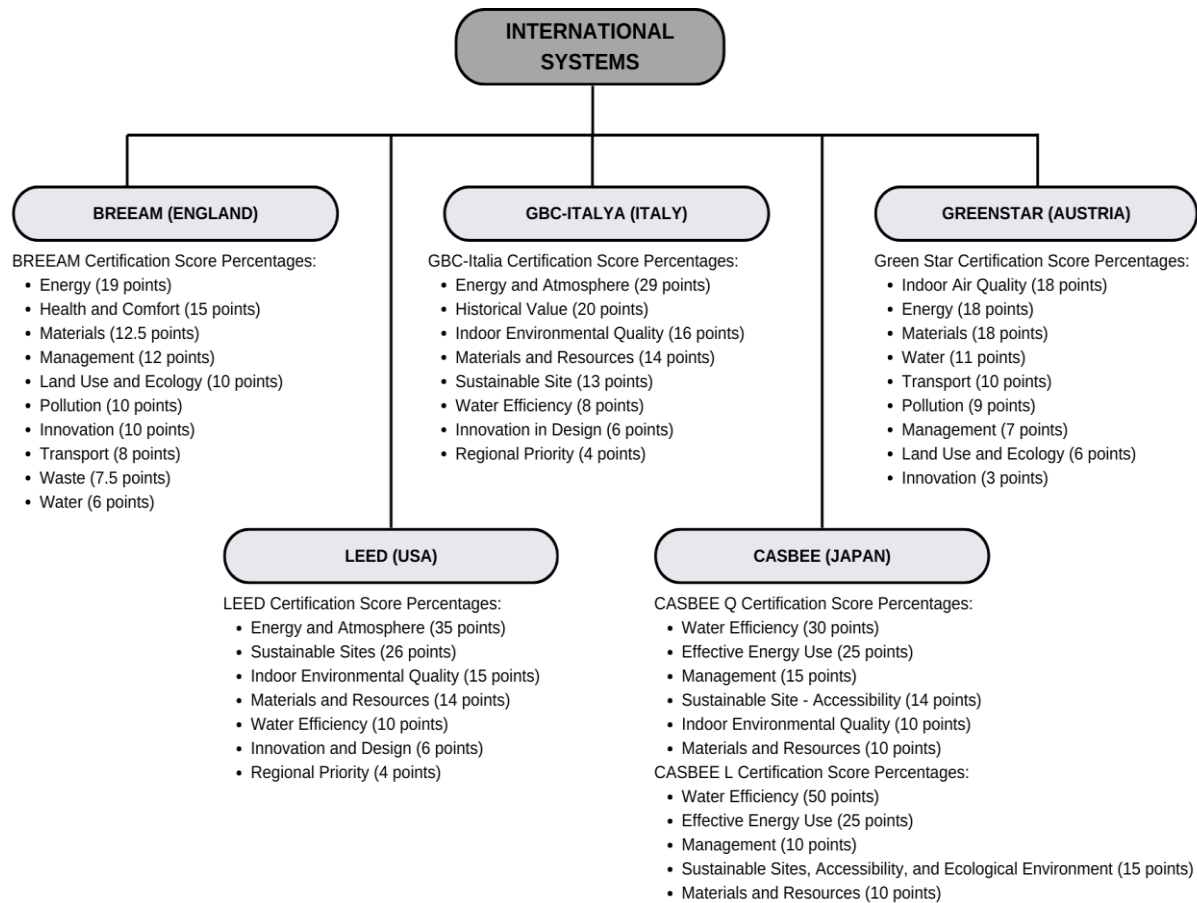 INTERNATIONAL
SYSTEMS
BREEAM (ENGLAND)
BREEAM Certification Score Percentages:
• Energy (19 points)
• Health and Comfort (15 points)
• Materials (12.5 points)
• Management (12 points)
• Land Use and Ecology (10 points)
• Pollution (10 points)
• Innovation (10 points)
• Transport (8 points)
• Waste (7.5 points)
• Water (6 points)
GBC-ITALYA (ITALY)
GBC-Italia Certification Score Percentages:
• Energy and Atmosphere (29 points)
• Historical Value (20 points)
• Indoor Environmental Quality (16 points)
• Materials and Resources (14 points)
• Sustainable Site (13 points)
• Water Efficiency (8 points)
• Innovation in Design (6 points)
• Regional Priority (4 points)
GREENSTAR (AUSTRIA)
Green Star Certification Score Percentages:
• Indoor Air Quality (18 points)
• Energy (18 points)
• Materials (18 points)
• Water (11 points)
• Transport (10 points)
• Pollution (9 points)
• Management (7 points)
• Land Use and Ecology (6 points)
• Innovation (3 points)
LEED (USA)
LEED Certification Score Percentages:
• Energy and Atmosphere (35 points)
• Sustainable Sites (26 points)
• Indoor Environmental Quality (15 points)
• Materials and Resources (14 points)
• Water Efficiency (10 points)
• Innovation and Design (6 points)
• Regional Priority (4 points)
CASBEE (JAPAN)
CASBEE Q Certification Score Percentages:
• Water Efficiency (30 points)
• Effective Energy Use (25 points)
• Management (15 points)
• Sustainable Site - Accessibility (14 points)
• Indoor Environmental Quality (10 points)
• Materials and Resources (10 points)
CASBEE L Certification Score Percentages:
• Water Efficiency (50 points)
• Effective Energy Use (25 points)
• Management (10 points)
• Sustainable Sites, Accessibility, and Ecological Environment (15 points)
• Materials and Resources (10 points)